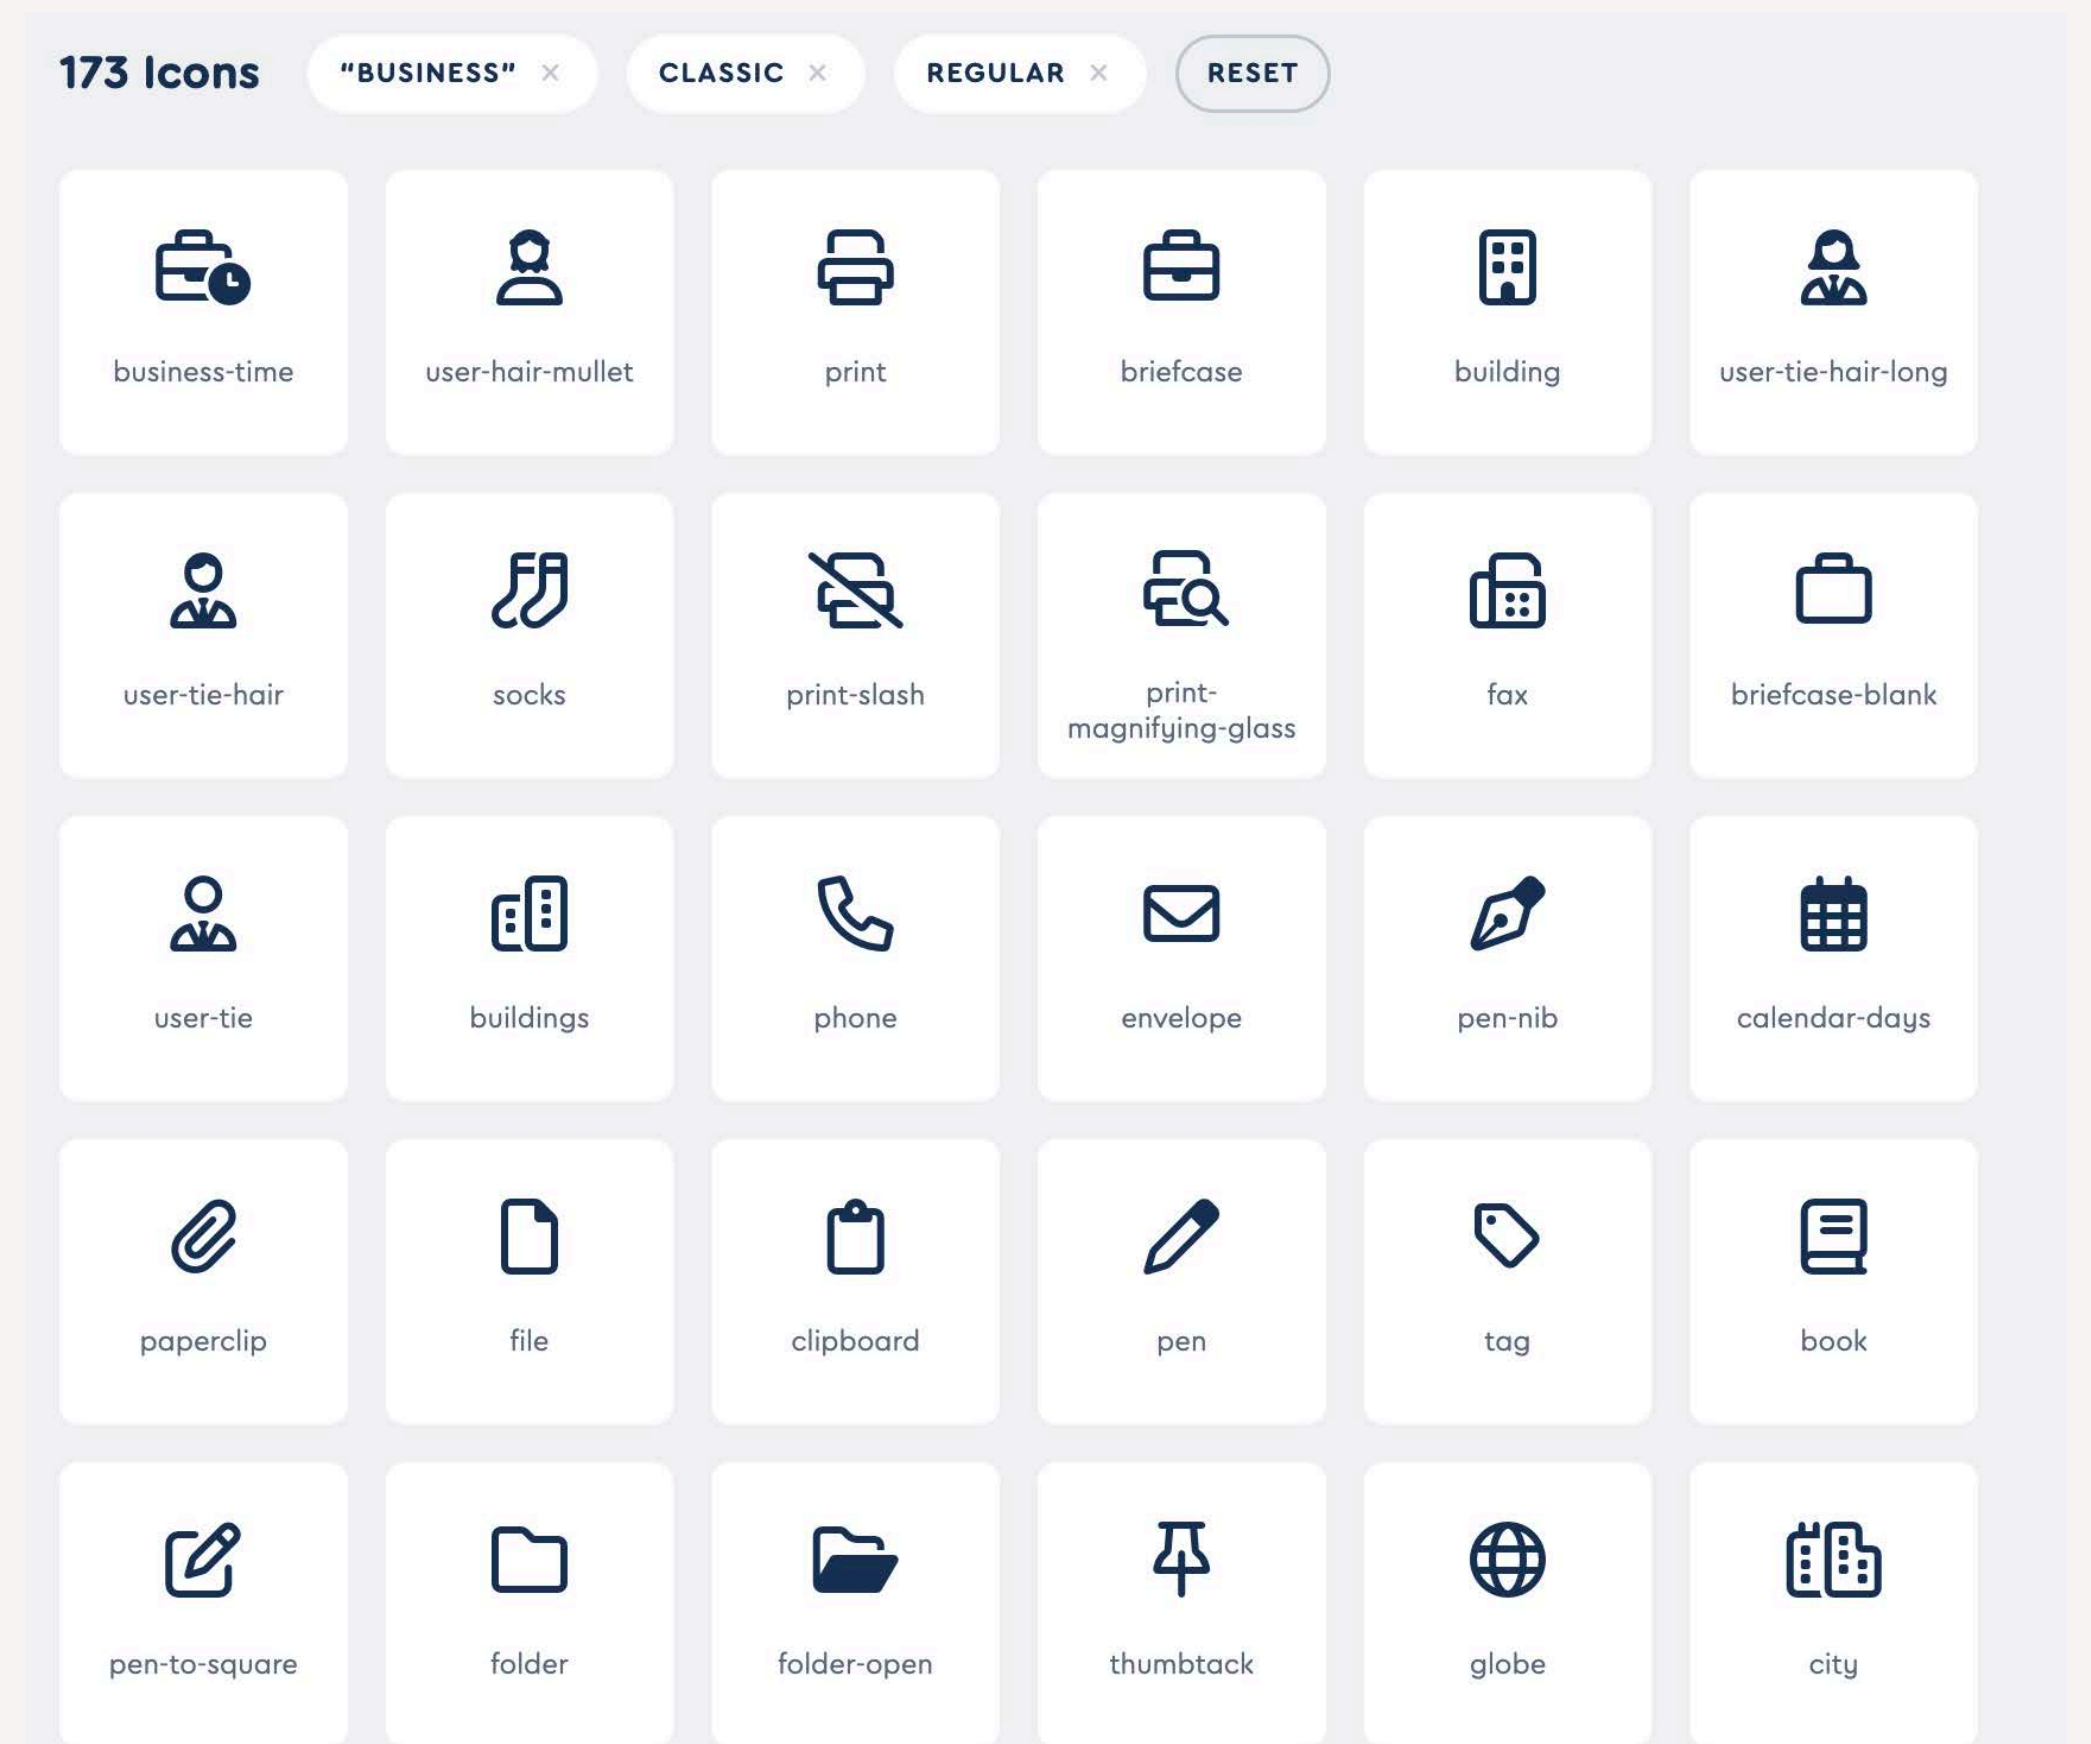 173 Icons “BUSINESS” × CLASSIC × REGULAR × RESET
business-time user-hair-mullet print briefcase building user-tie-hair-long
user-tie-hair socks print-slash print-magnifying-glass fax briefcase-blank
user-tie buildings phone envelope pen-nib calendar-days
paperclip file clipboard pen tag book
pen-to-square folder folder-open thumbtack globe city